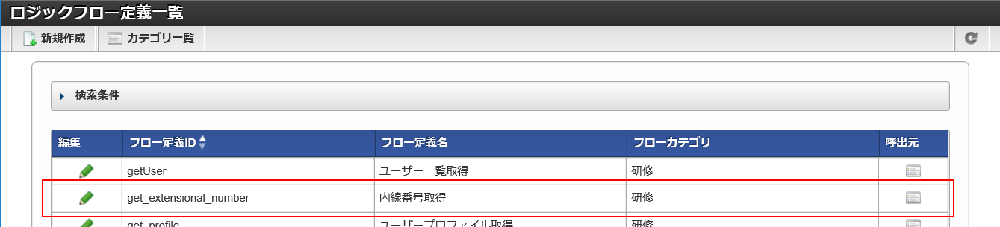 ロジックフロー定義一覧
新規作成 カテゴリ一覧
検索条件
編集 フロー定義ID フロー定義名 フローカテゴリ 呼出元
getUser ユーザー一覧取得 研修
get_extensional_number 内線番号取得 研修
get_profile ユーザープロファイル取得 研修